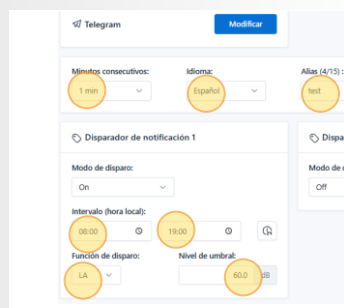 Telegram
Modificar
Minutos consecutivos: Idioma: Alias (4/15) :
1 min Español test
Disparador de notificación 1
Modo de disparo: Modo de
On Off
Intervalo (hora local):
08:00 19:00
Función de disparo: Nivel de umbral:
LA 60.0 dB